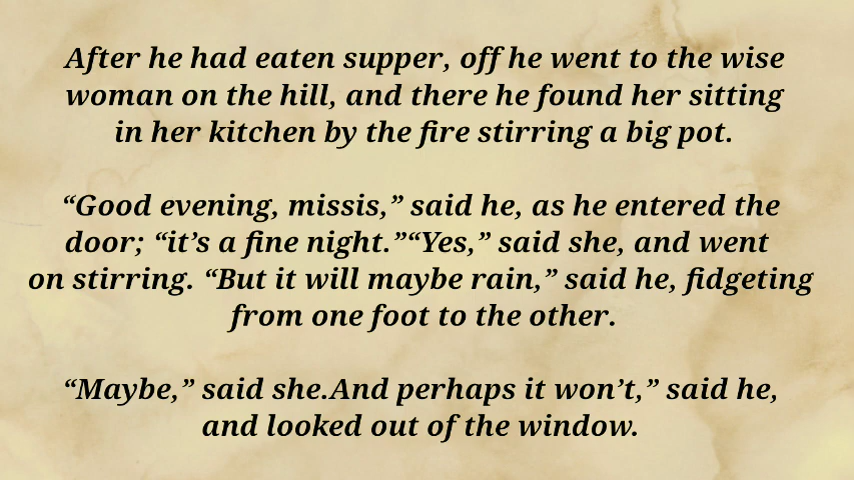 After he had eaten supper, off he went to the wise
woman on the hill, and there he found her sitting
in her kitchen by the fire stirring a big pot.
“Good evening, missis,” said he, as he entered the
door; “it’s a fine night.”“Yes,” said she, and went
on stirring. “But it will maybe rain,” said he, fidgeting
from one foot to the other.
“Maybe,” said she.And perhaps it won’t,” said he,
and looked out of the window.